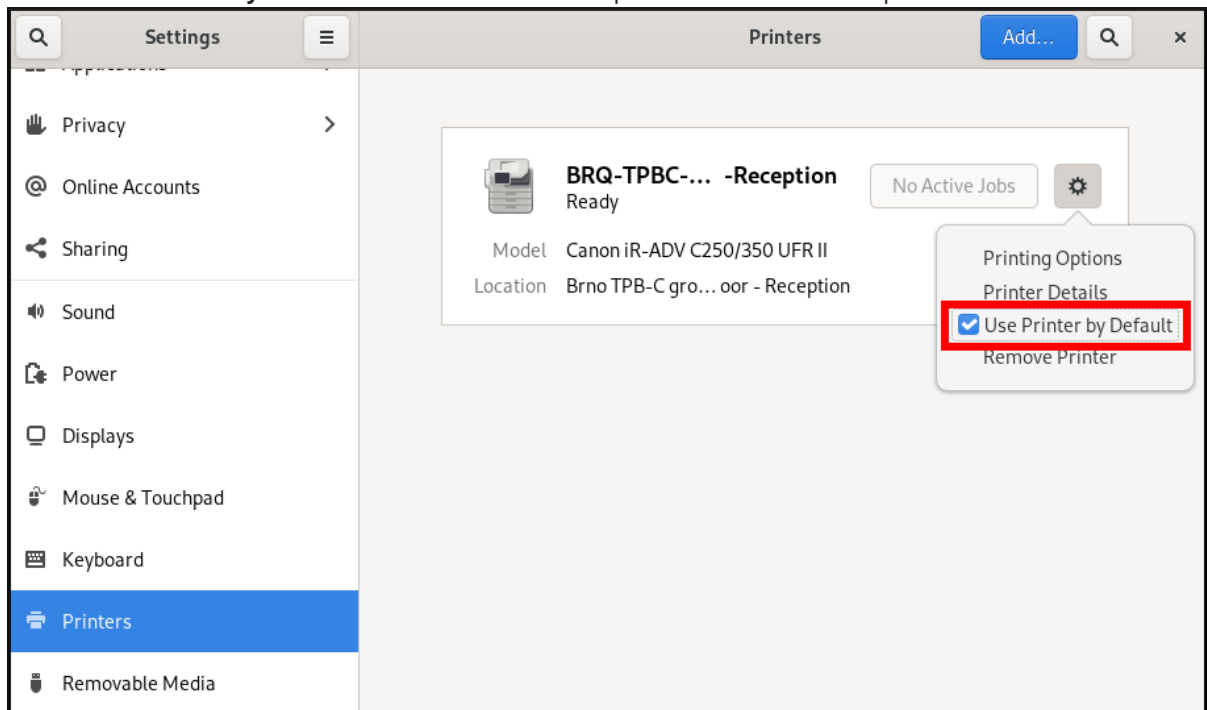 Settings
Printers
Add...
Privacy
Online Accounts
Sharing
Sound
Power
Displays
Mouse & Touchpad
Keyboard
Printers
Removable Media
BRQ-TPBC-... -Reception
Ready
No Active Jobs
Model Canon iR-ADV C250/350 UFR II
Location Brno TPB-C gro... oor - Reception
Printing Options
Printer Details
Use Printer by Default
Remove Printer